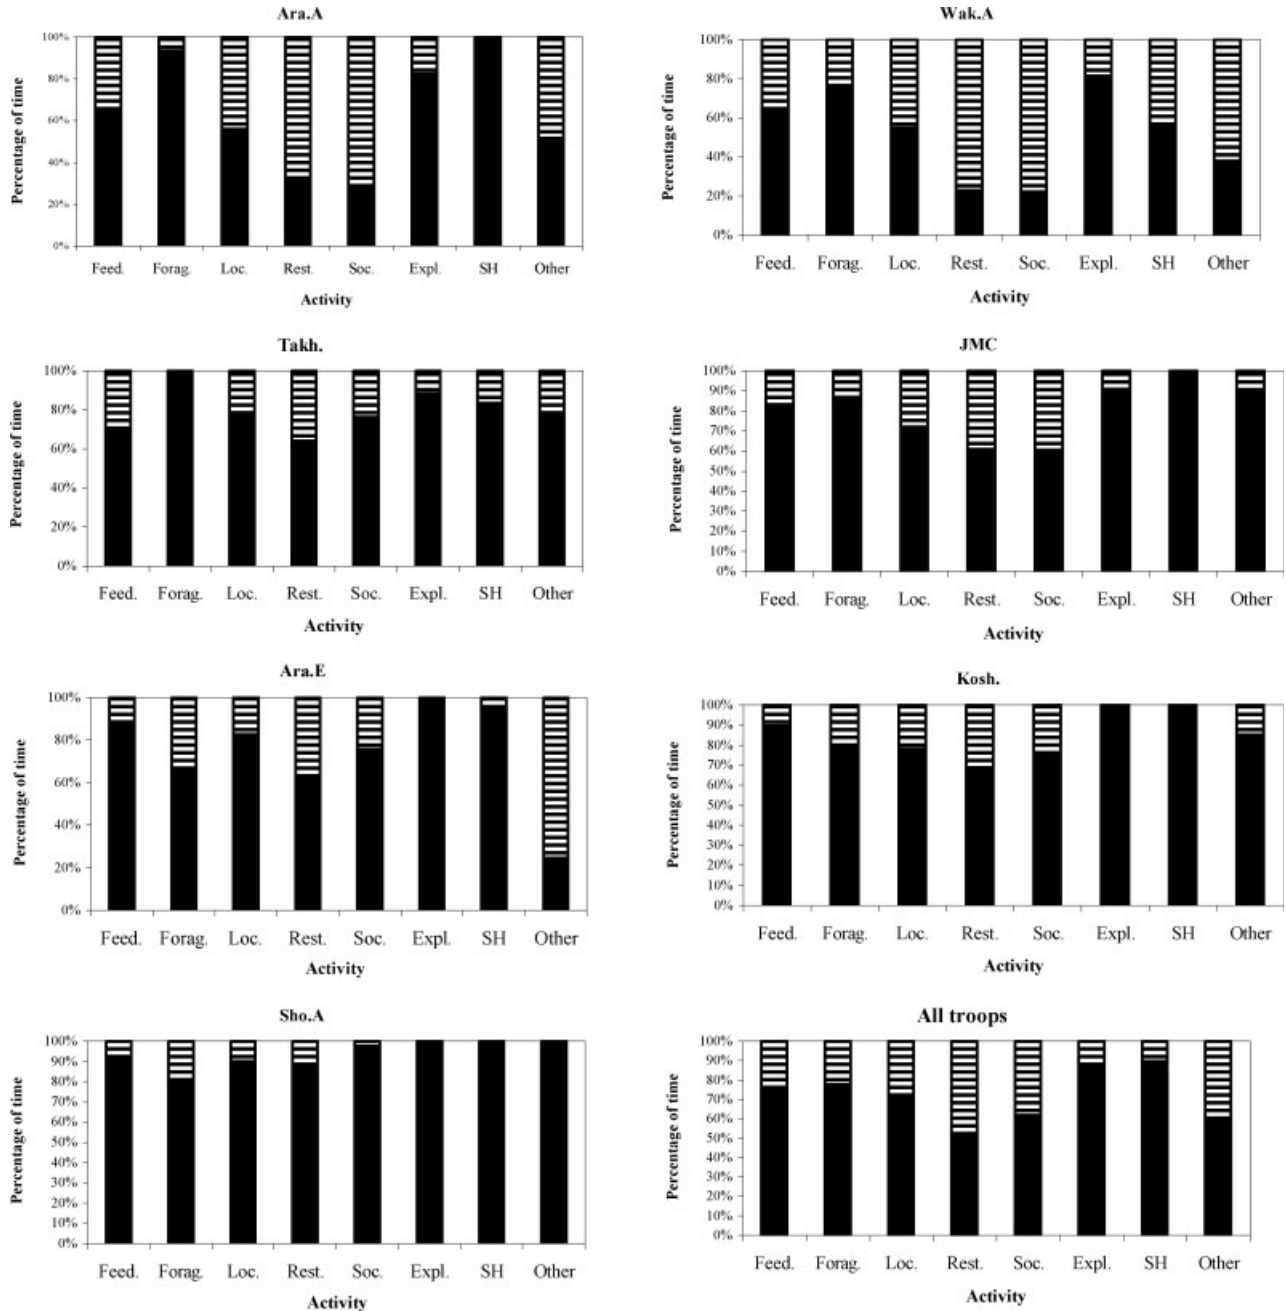 Ara.A
Percentage of time
100%
80%
60%
40%
20%
0%
Feed. Forag. Loc. Rest. Soc. Expl. SH Other
Activity
Wak.A
Percentage of time
100%
80%
60%
40%
20%
0%
Feed. Forag. Loc. Rest. Soc. Expl. SH Other
Activity
Takh.
Percentage of time
100%
80%
60%
40%
20%
0%
Feed. Forag. Loc. Rest. Soc. Expl. SH Other
Activity
JMC
Percentage of time
100%
90%
80%
70%
60%
50%
40%
30%
20%
10%
0%
Feed. Forag. Loc. Rest. Soc. Expl. SH Other
Activity
Ara.E
Percentage of time
100%
80%
60%
40%
20%
0%
Feed. Forag. Loc. Rest. Soc. Expl. SH Other
Activity
Kosh.
Percentage of time
100%
90%
80%
70%
60%
50%
40%
30%
20%
10%
0%
Feed. Forag. Loc. Rest. Soc. Expl. SH Other
Activity
Sho.A
Percentage of time
100%
90%
80%
70%
60%
50%
40%
30%
20%
10%
0%
Feed. Forag. Loc. Rest. Soc. Expl. SH Other
Activity
All troops
Percentage of time
100%
90%
80%
70%
60%
50%
40%
30%
20%
10%
0%
Feed. Forag. Loc. Rest. Soc. Expl. SH Other
Activity